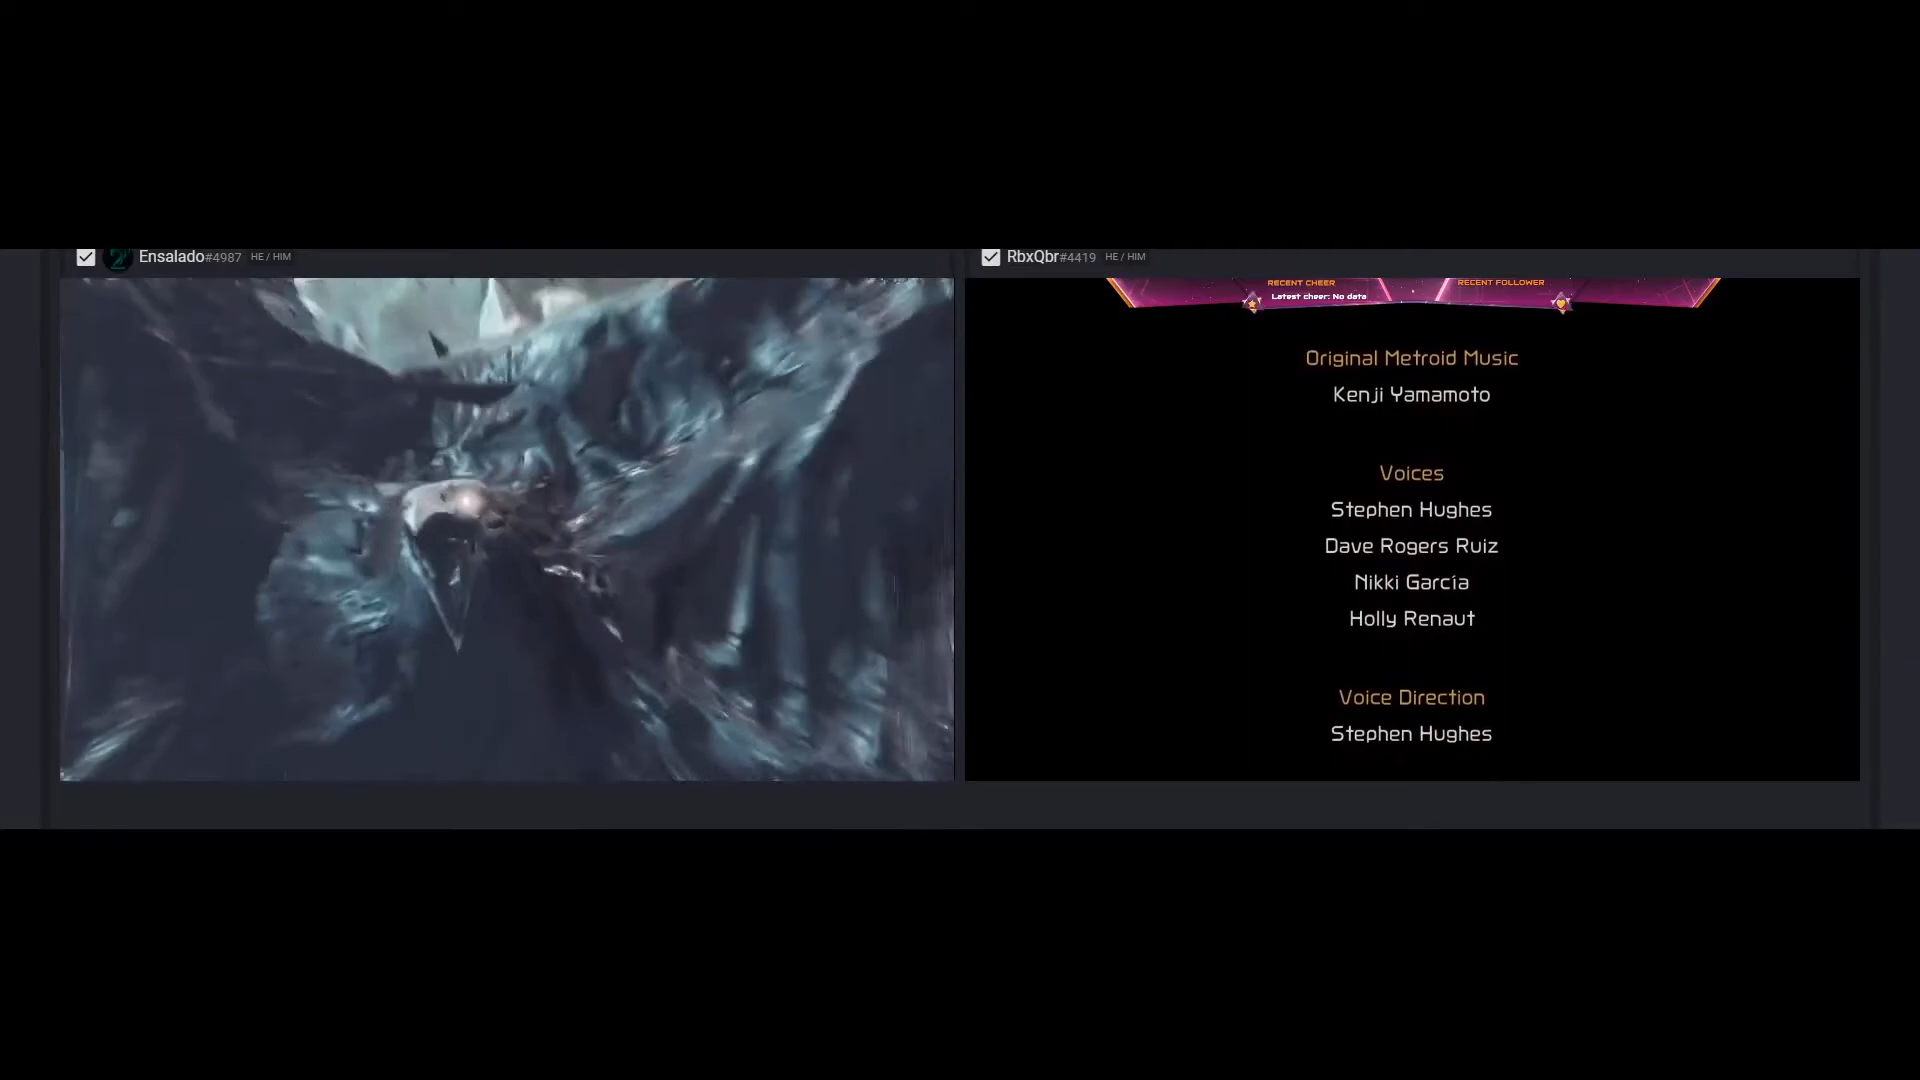 Ensalado#4987 HE / HIM
RbxQbr#4419 HE / HIM
RECENT CHEER
Latest cheer: No data
RECENT FOLLOWER
Original Metroid Music
Kenji Yamamoto
Voices
Stephen Hughes
Dave Rogers Ruiz
Nikki García
Holly Renaut
Voice Direction
Stephen Hughes